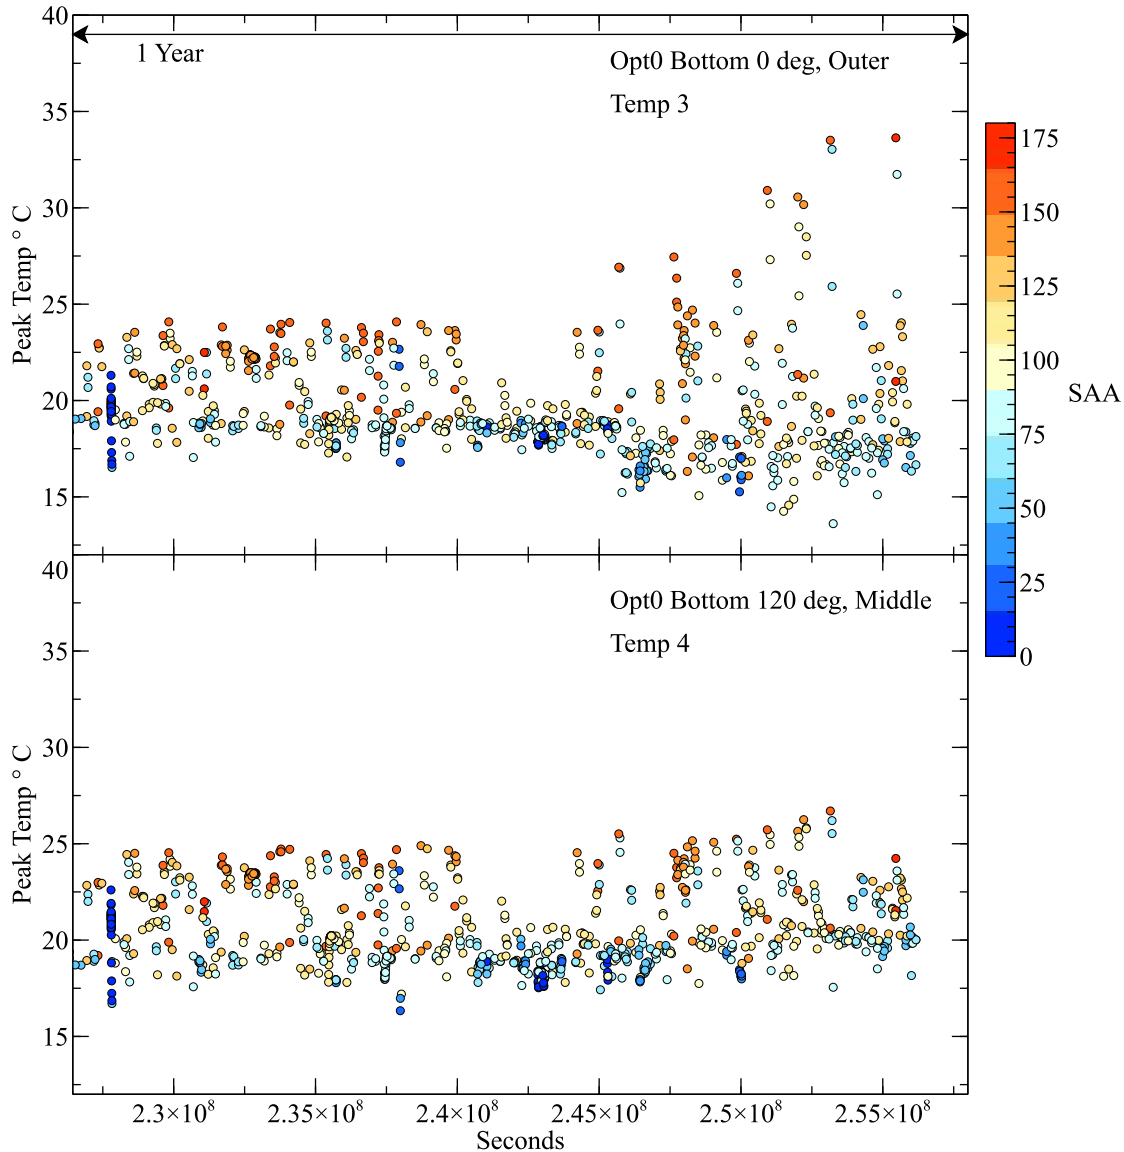 40
1 Year
Opt0 Bottom 0 deg, Outer
Temp 3
35
30
25
20
15
Peak Temp ° C
40
Opt0 Bottom 120 deg, Middle
Temp 4
35
30
25
20
15
Peak Temp ° C
2.3×10⁸ 2.35×10⁸ 2.4×10⁸ 2.45×10⁸ 2.5×10⁸ 2.55×10⁸
Seconds
175
150
125
100
75
50
25
0
SAA